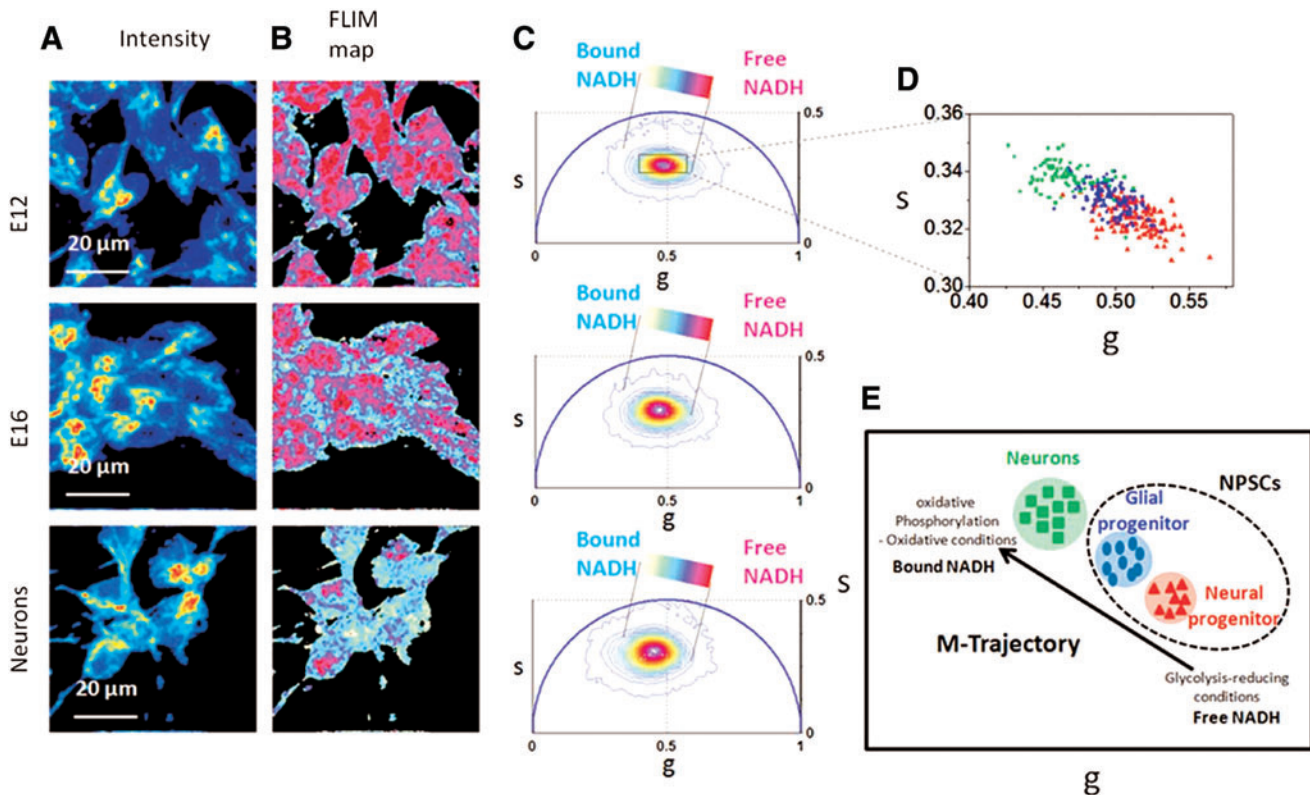 A
Intensity
B
FLIM
map
C
D
E
E12
20 µm
E16
20 µm
Neurons
20 µm
Bound
NADH
Free
NADH
0.5
S
0
0
0.5
1
g
Bound
NADH
Free
NADH
0.5
S
0
0
0.5
1
g
Bound
NADH
Free
NADH
0.5
S
0
0
0.5
1
g
0.36
0.34
0.32
0.30
S
0.40
0.45
0.50
0.55
g
Neurons
NPSCs
Glial
progenitor
oxidative
Phosphorylation
- Oxidative conditions
Bound NADH
Neural
progenitor
M-Trajectory
Glycolysis-reducing
conditions
Free NADH
S
g